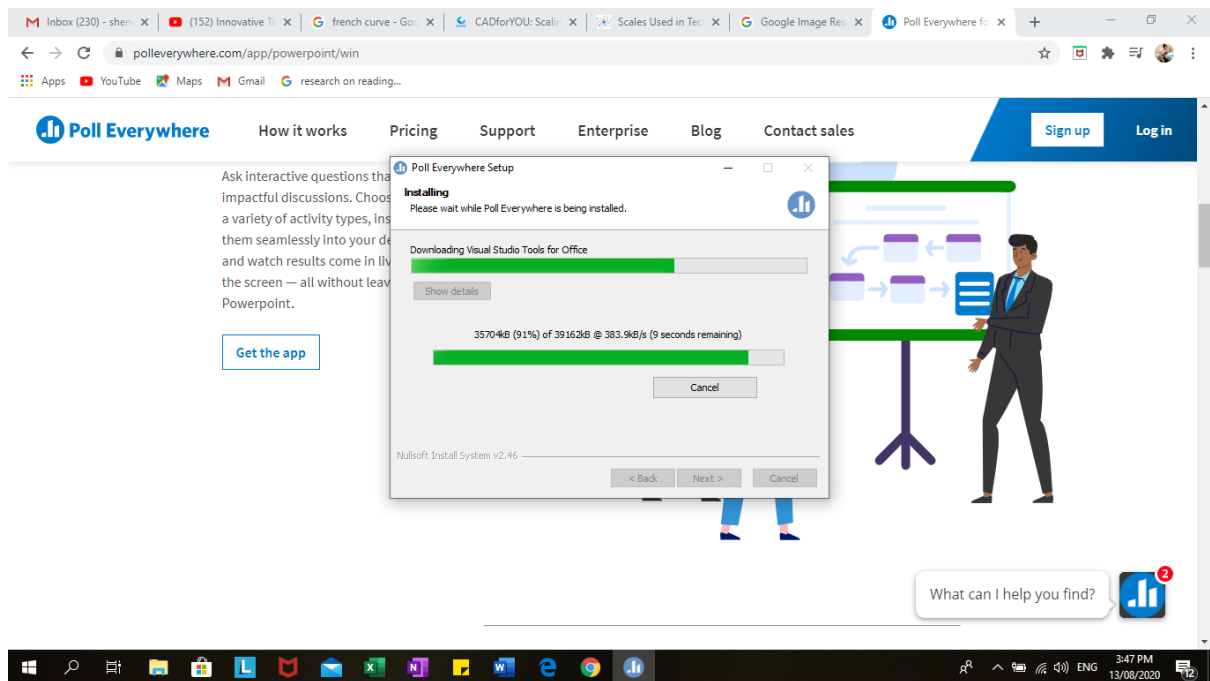 Inbox (230) - shen
(152) Innovative Te
french curve - Goo
CADforYOU: Scalin
Scales Used in Tec
Google Image Res
Poll Everywhere fo
polleverywhere.com/app/powerpoint/win
Apps
YouTube
Maps
Gmail
research on reading...
Poll Everywhere
How it works
Pricing
Support
Enterprise
Blog
Contact sales
Sign up
Log in
Ask interactive questions tha
impactful discussions. Choos
a variety of activity types, ins
them seamlessly into your de
and watch results come in liv
the screen — all without leav
Powerpoint.
Get the app
Poll Everywhere Setup
Installing
Please wait while Poll Everywhere is being installed.
Downloading Visual Studio Tools for Office
Show details
35704kB (91%) of 39162kB @ 383.9kB/s (9 seconds remaining)
Cancel
Nullsoft Install System v2.46
< Back
Next >
Cancel
What can I help you find?
2
ENG
3:47 PM
13/08/2020
12